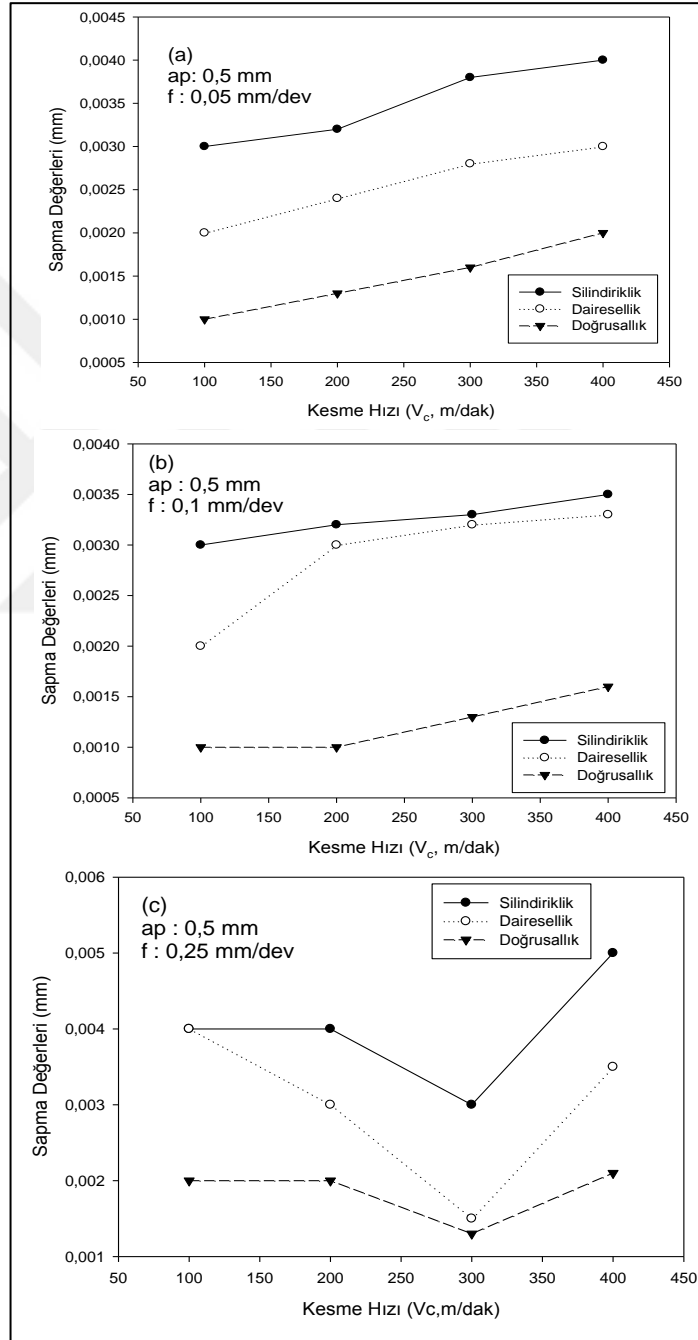 (a)
ap: 0,5 mm
f : 0,05 mm/dev
Sapma Değerleri (mm)
0,0045
0,0040
0,0035
0,0030
0,0025
0,0020
0,0015
0,0010
0,0005
Silindiriklik
Dairesellik
Doğrusallık
50 100 150 200 250 300 350 400 450
Kesme Hızı (Vc, m/dak)
(b)
ap : 0,5 mm
f : 0,1 mm/dev
Sapma Değerleri (mm)
0,0040
0,0035
0,0030
0,0025
0,0020
0,0015
0,0010
0,0005
Silindiriklik
Dairesellik
Doğrusallık
50 100 150 200 250 300 350 400 450
Kesme Hızı (Vc, m/dak)
(c)
ap : 0,5 mm
f : 0,25 mm/dev
Sapma Değerleri (mm)
0,006
0,005
0,004
0,003
0,002
0,001
Silindiriklik
Dairesellik
Doğrusallık
50 100 150 200 250 300 350 400 450
Kesme Hızı (Vc,m/dak)